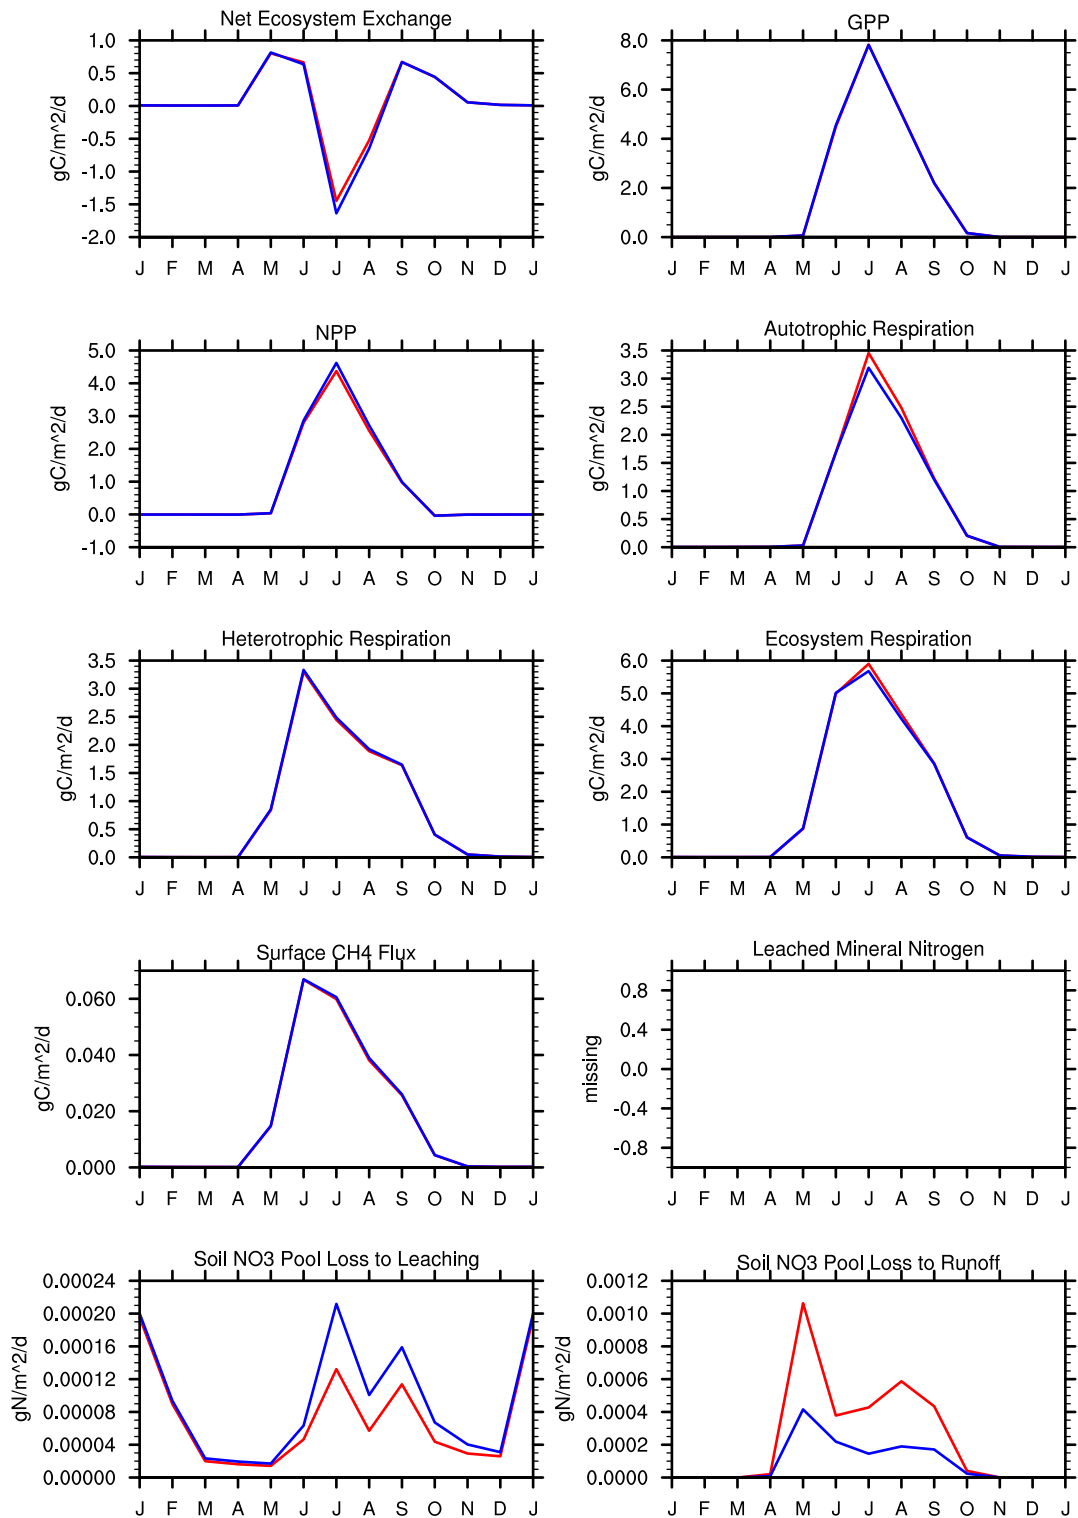 Net Ecosystem Exchange
gC/m^2/d
1.0
0.5
0.0
-0.5
-1.0
-1.5
-2.0
J F M A M J J A S O N D J
GPP
gC/m^2/d
8.0
6.0
4.0
2.0
0.0
J F M A M J J A S O N D J
NPP
gC/m^2/d
5.0
4.0
3.0
2.0
1.0
0.0
-1.0
J F M A M J J A S O N D J
Autotrophic Respiration
gC/m^2/d
3.5
3.0
2.5
2.0
1.5
1.0
0.5
0.0
J F M A M J J A S O N D J
Heterotrophic Respiration
gC/m^2/d
3.5
3.0
2.5
2.0
1.5
1.0
0.5
0.0
J F M A M J J A S O N D J
Ecosystem Respiration
gC/m^2/d
6.0
5.0
4.0
3.0
2.0
1.0
0.0
J F M A M J J A S O N D J
Surface CH4 Flux
gC/m^2/d
0.060
0.040
0.020
0.000
J F M A M J J A S O N D J
Leached Mineral Nitrogen
missing
0.8
0.4
0.0
-0.4
-0.8
J F M A M J J A S O N D J
Soil NO3 Pool Loss to Leaching
gN/m^2/d
0.00024
0.00020
0.00016
0.00012
0.00008
0.00004
0.00000
J F M A M J J A S O N D J
Soil NO3 Pool Loss to Runoff
gN/m^2/d
0.0012
0.0010
0.0008
0.0006
0.0004
0.0002
0.0000
J F M A M J J A S O N D J